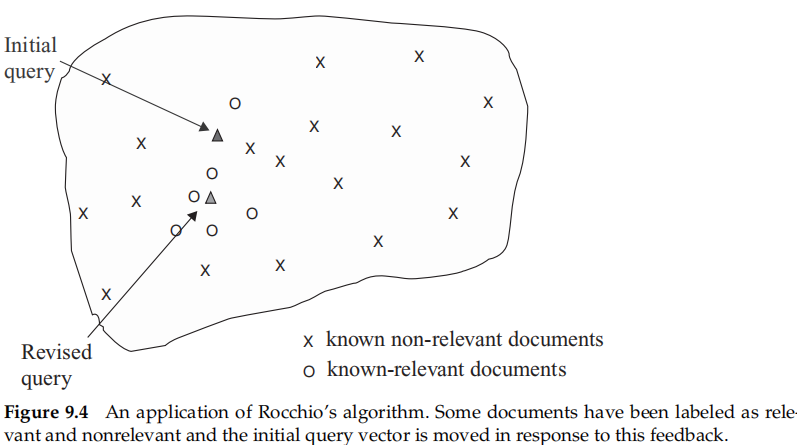 Initial
query
Revised
query
x known non-relevant documents
o known-relevant documents
Figure 9.4 An application of Rocchio’s algorithm. Some documents have been labeled as rele-
vant and nonrelevant and the initial query vector is moved in response to this feedback.